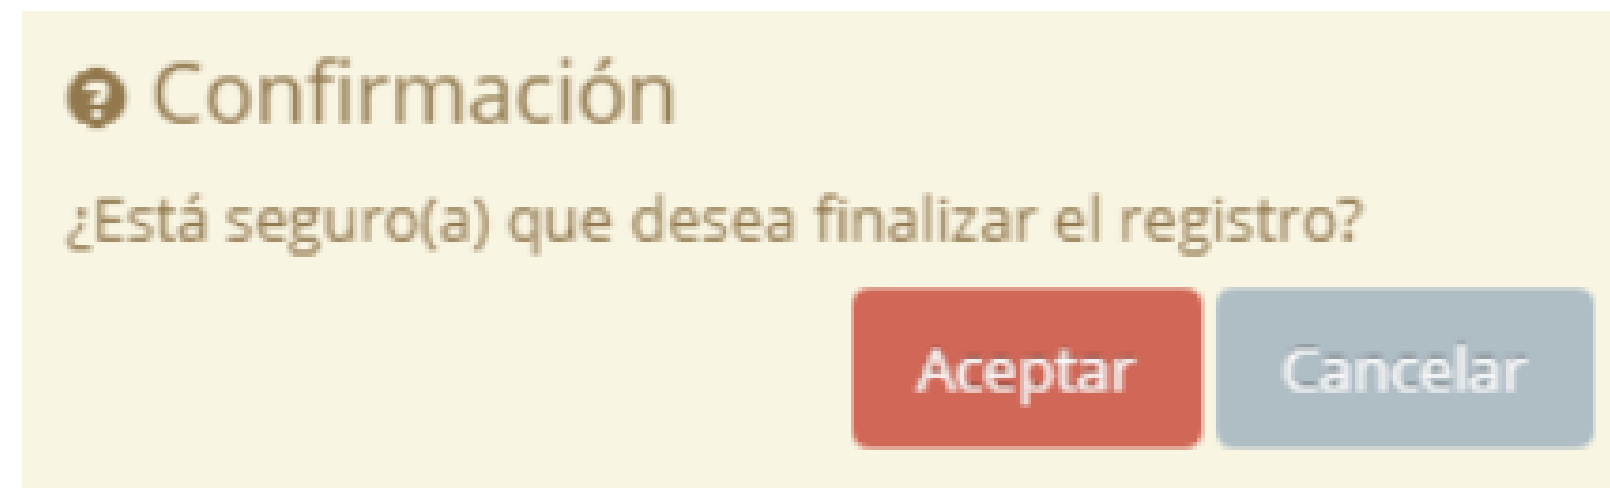 Confirmación
¿Está seguro(a) que desea finalizar el registro?
Aceptar Cancelar